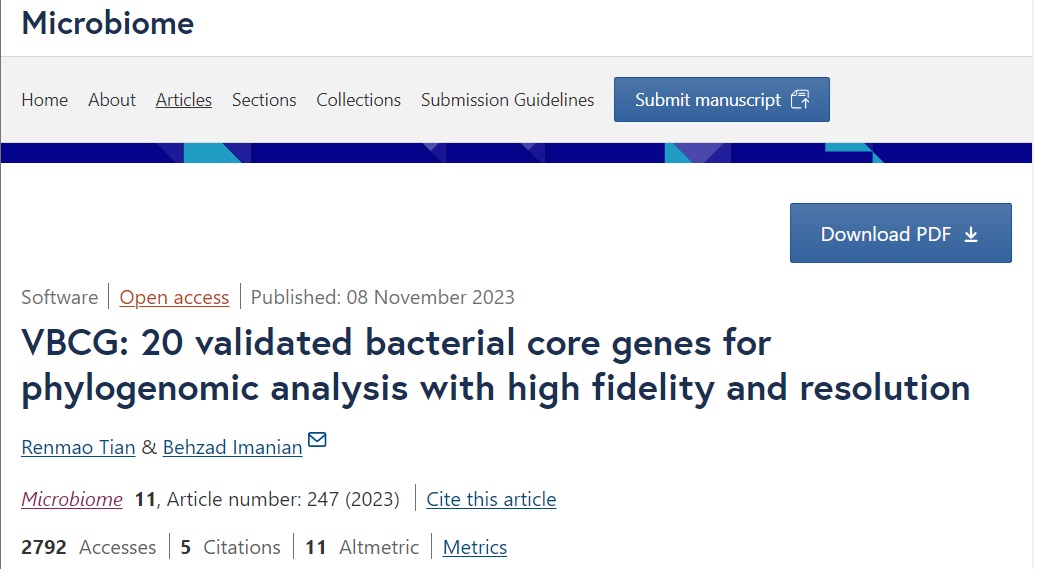 Microbiome
Home About Articles Sections Collections Submission Guidelines Submit manuscript
Download PDF
Software Open access Published: 08 November 2023
VBCG: 20 validated bacterial core genes for
phylogenomic analysis with high fidelity and resolution
Renmao Tian & Behzad Imanian
Microbiome 11, Article number: 247 (2023) Cite this article
2792 Accesses 5 Citations 11 Altmetric Metrics